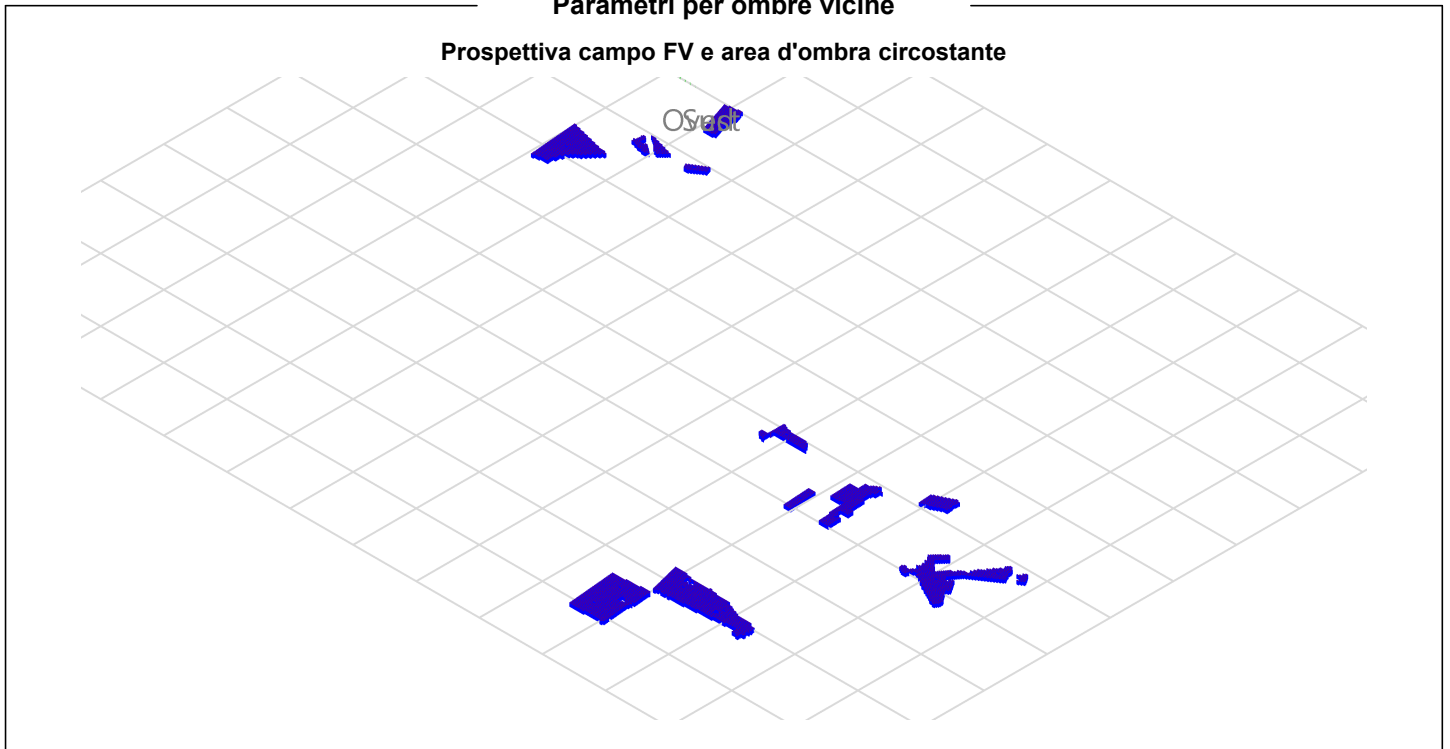 Parametri per ombre vicine
Prospettiva campo FV e area d'ombra circostante